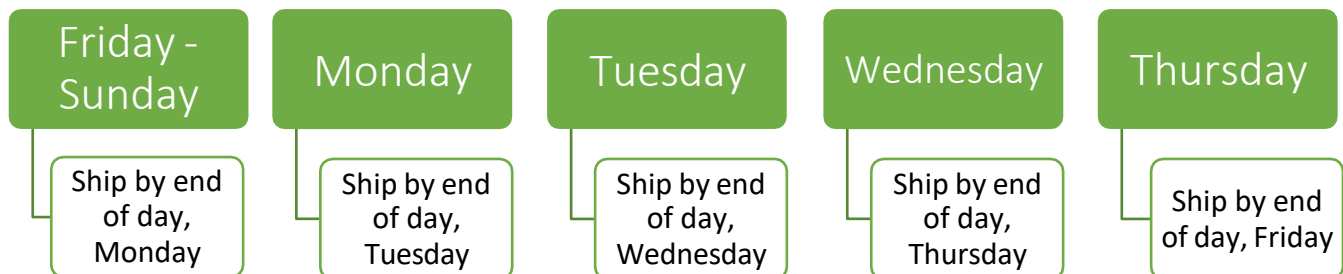 Friday -
Sunday
Ship by end
of day,
Monday
Monday
Ship by end
of day,
Tuesday
Tuesday
Ship by end
of day,
Wednesday
Wednesday
Ship by end
of day,
Thursday
Thursday
Ship by end
of day, Friday